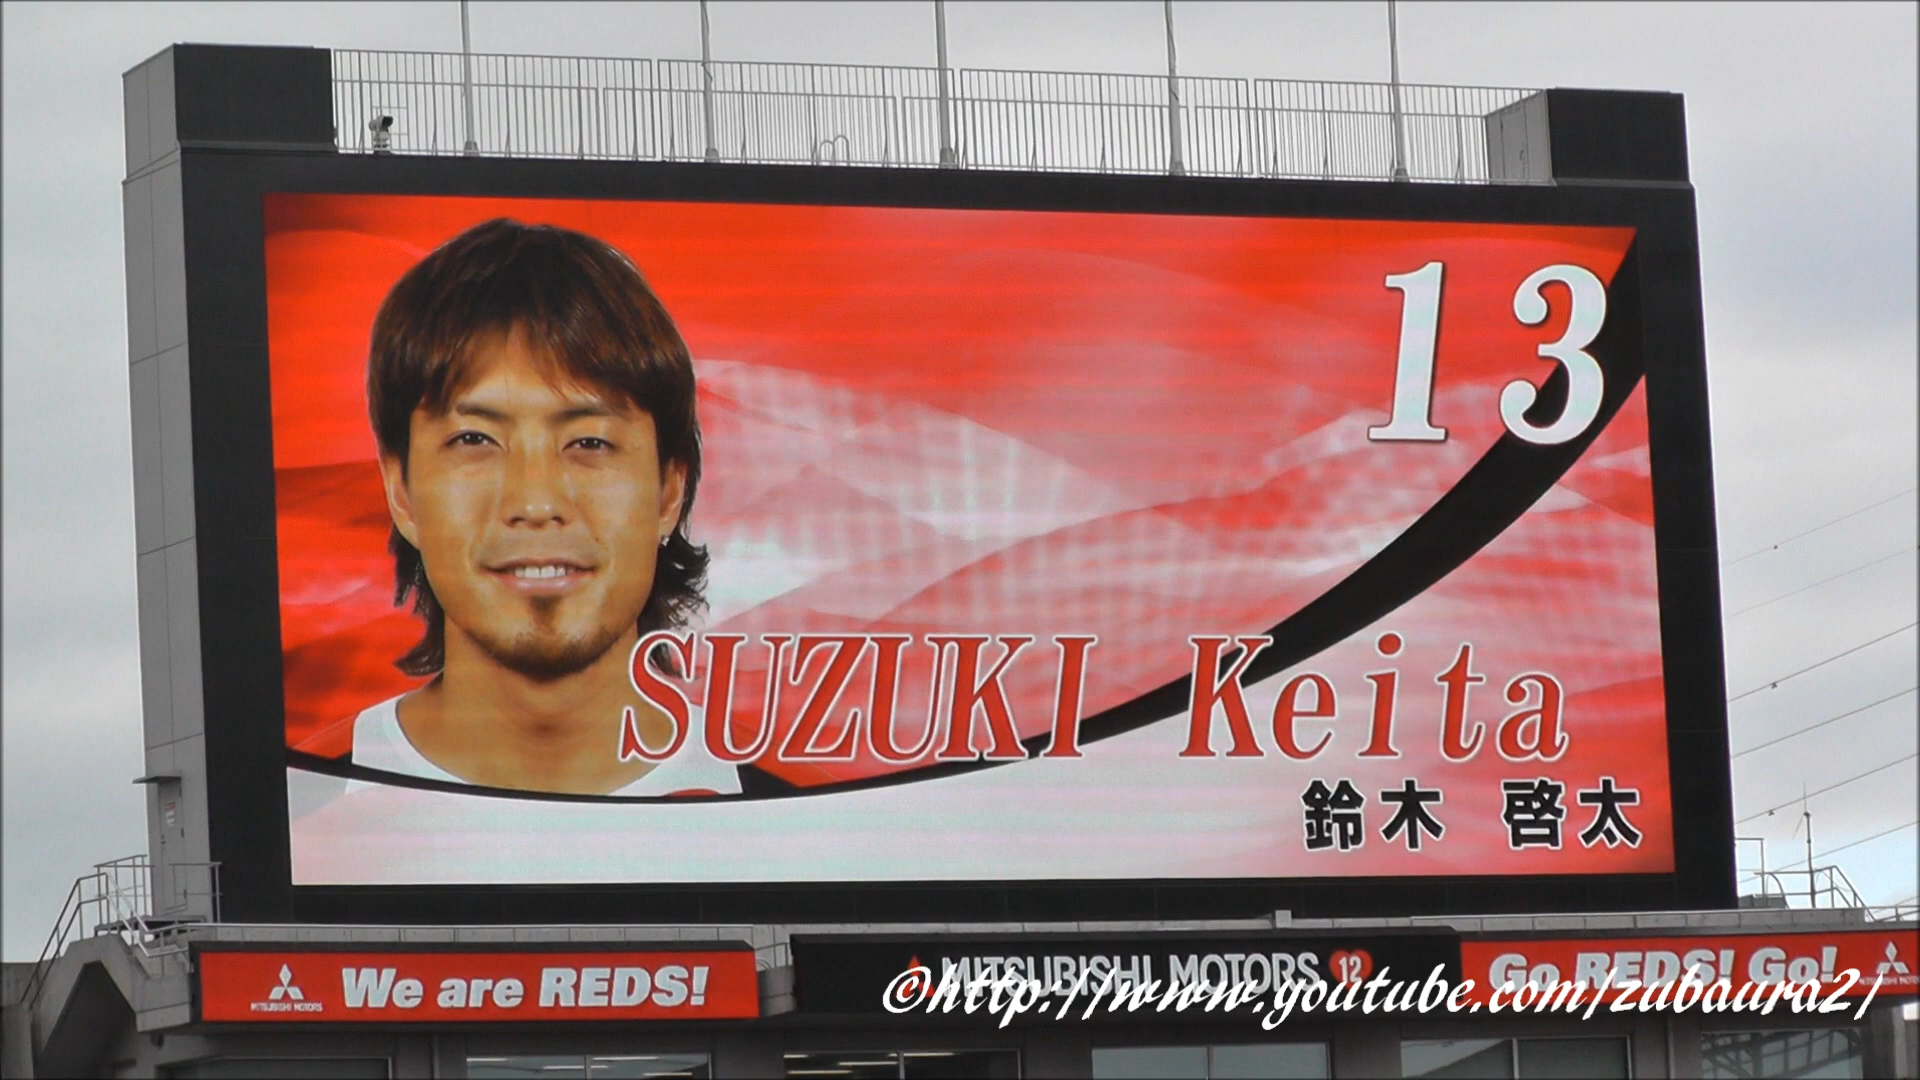 13
SUZUKI Keita
鈴木 啓太
MITSUBISHI MOTORS We are REDS!
MITSUBISHI MOTORS 12
Go REDS! Go!
©http://www.youtube.com/zubaura2/